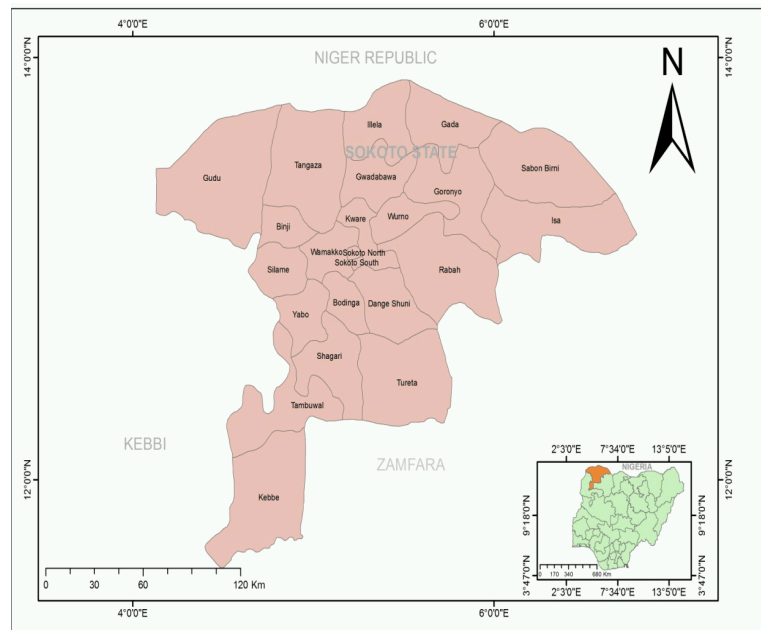 4°0'0"E 6°0'0"E
14°0'0"N 14°0'0"N
NIGER REPUBLIC
N
Illela Gada
SOKOTO STATE
Tangaza Sabon Birni
Gudu Gwadabawa
Goronyo
Kware Wurno Isa
Binji
Wamakko Sokoto North
Sokoto South
Silame Rabah
Bodinga Dange Shuni
Yabo
Shagari
Tureta
Tambuwal
KEBBI
ZAMFARA
Kebbe
12°0'0"N 12°0'0"N
2°3'0"E 7°34'0"E 13°5'0"E
NIGERIA
9°18'0"N 9°18'0"N
3°47'0"N 3°47'0"N
0 170 340 680 Km
2°3'0"E 7°34'0"E 13°5'0"E
0 30 60 120 Km
4°0'0"E 6°0'0"E